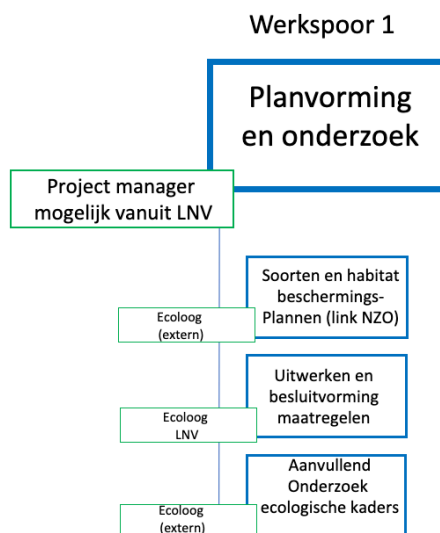 Werkspoor 1
Planvorming
en onderzoek
Project manager
mogelijk vanuit LNV
Soorten en habitat
beschermings-
Plannen (link NZO)
Ecoloog
(extern)
Uitwerken en
besluitvorming
maatregelen
Ecoloog
LNV
Aanvullend
Onderzoek
ecologische kaders
Ecoloog
(extern)